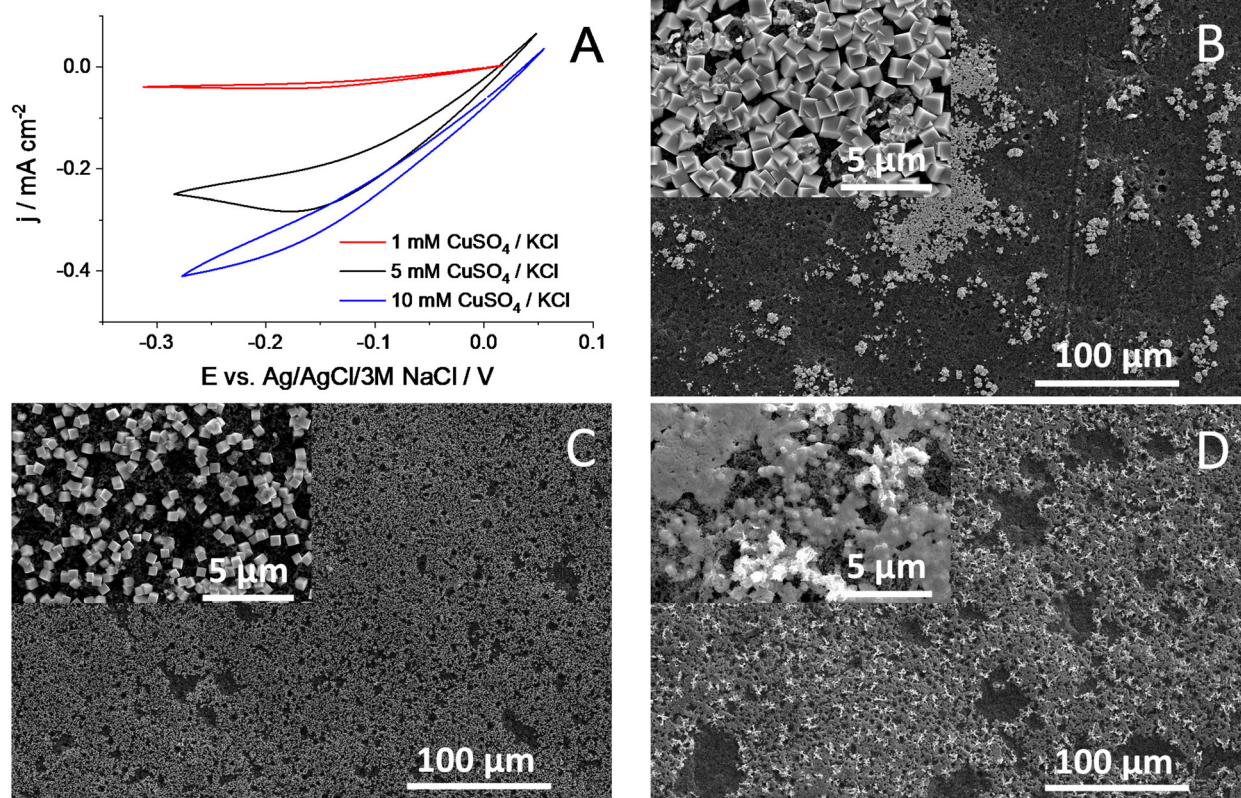 A
0.0
−0.2
−0.4
j / mA cm⁻²
1 mM CuSO₄ / KCl
5 mM CuSO₄ / KCl
10 mM CuSO₄ / KCl
−0.3
−0.2
−0.1
0.0
0.1
E vs. Ag/AgCl/3M NaCl / V
B
5 µm
100 µm
C
5 µm
100 µm
D
5 µm
100 µm